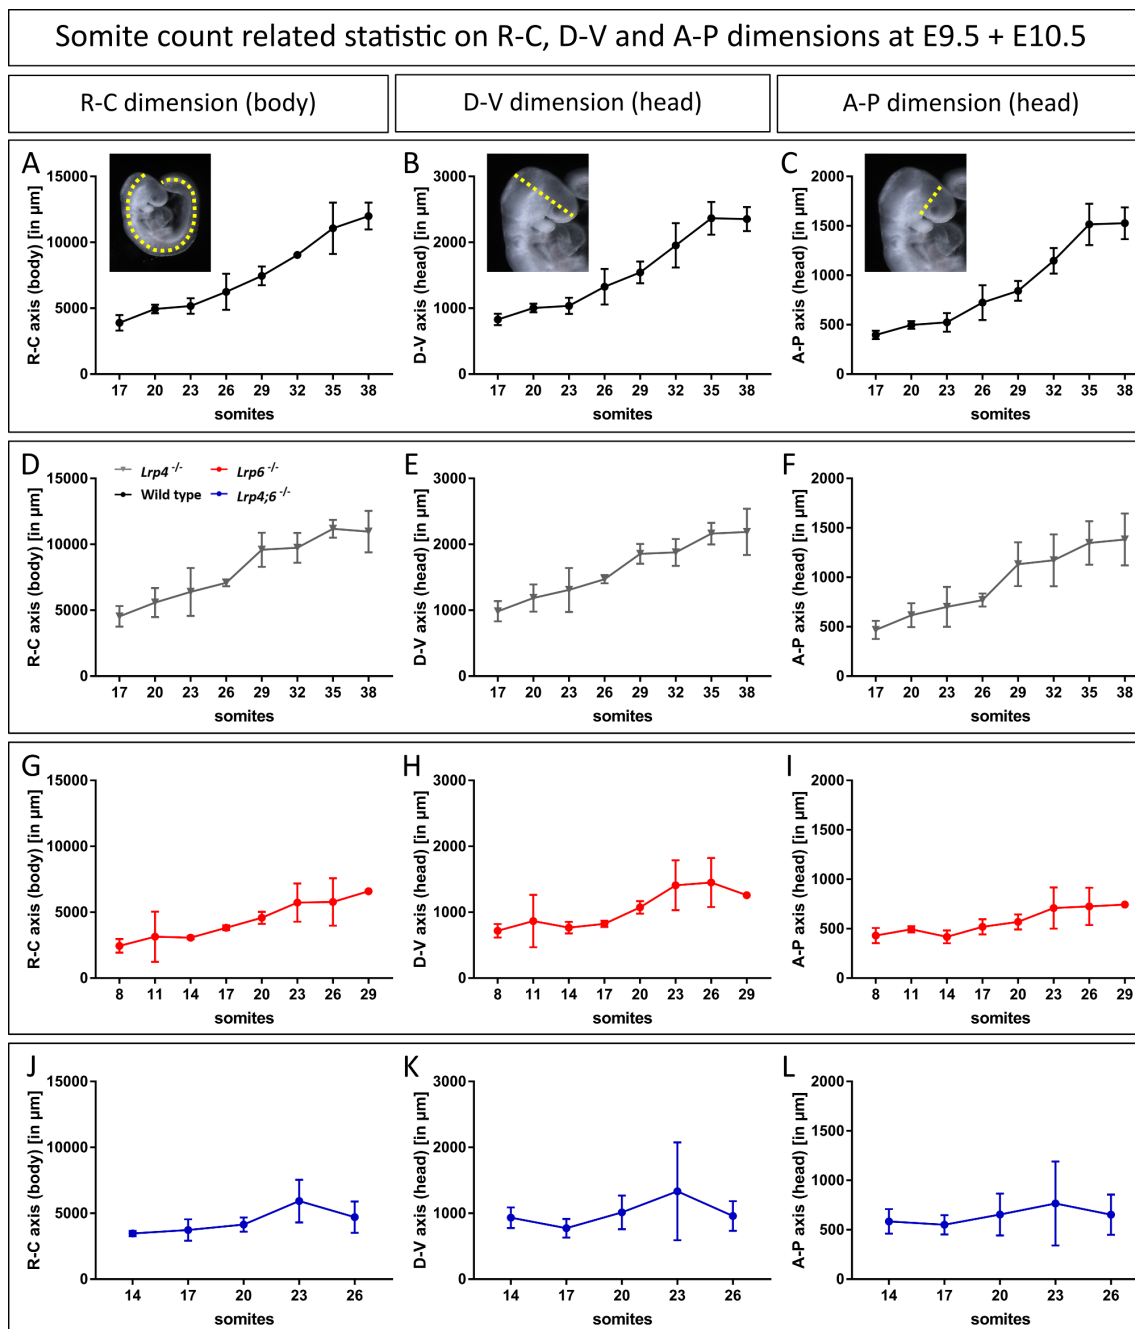 Somite count related statistic on R-C, D-V and A-P dimensions at E9.5 + E10.5
R-C dimension (body)
D-V dimension (head)
A-P dimension (head)
A
R-C axis (body) [in µm]
15000
10000
5000
0
17 20 23 26 29 32 35 38
somites
B
D-V axis (head) [in µm]
3000
2000
1000
0
17 20 23 26 29 32 35 38
somites
C
A-P axis (head) [in µm]
2000
1500
1000
500
0
17 20 23 26 29 32 35 38
somites
D
Lrp4 -/-
Lrp6 -/-
Wild type
Lrp4;6 -/-
R-C axis (body) [in µm]
15000
10000
5000
0
17 20 23 26 29 32 35 38
somites
E
D-V axis (head) [in µm]
3000
2000
1000
0
17 20 23 26 29 32 35 38
somites
F
A-P axis (head) [in µm]
2000
1500
1000
500
0
17 20 23 26 29 32 35 38
somites
G
R-C axis (body) [in µm]
15000
10000
5000
0
8 11 14 17 20 23 26 29
somites
H
D-V axis (head) [in µm]
3000
2000
1000
0
8 11 14 17 20 23 26 29
somites
I
A-P axis (head) [in µm]
2000
1500
1000
500
0
8 11 14 17 20 23 26 29
somites
J
R-C axis (body) [in µm]
15000
10000
5000
0
14 17 20 23 26
somites
K
D-V axis (head) [in µm]
3000
2000
1000
0
14 17 20 23 26
somites
L
A-P axis (head) [in µm]
2000
1500
1000
500
0
14 17 20 23 26
somites